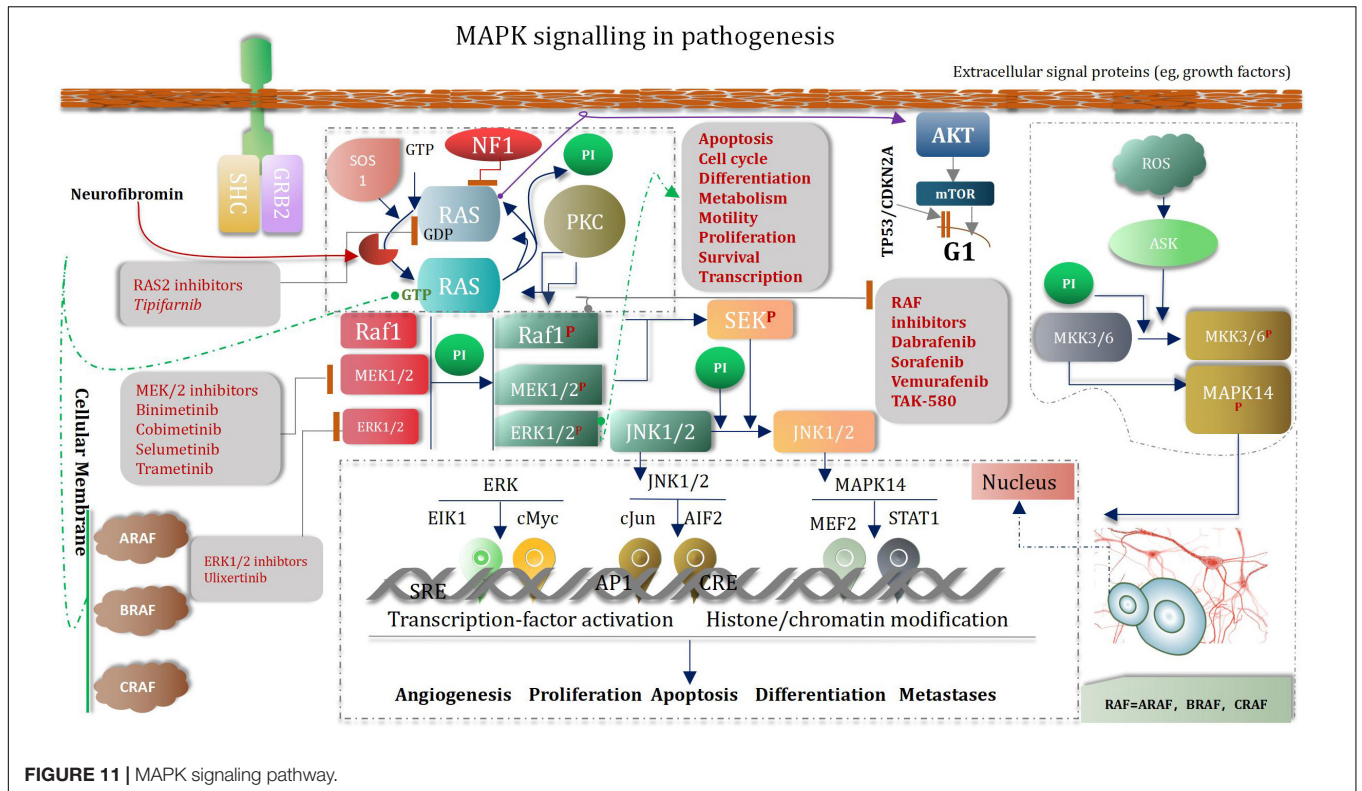 MAPK signalling in pathogenesis
Extracellular signal proteins (eg, growth factors)
SHC
GRB2
Neurofibromin
SOS
1
GTP
NF1
RAS
GDP
RAS
GTP
PI
PKC
Apoptosis
Cell cycle
Differentiation
Metabolism
Motility
Proliferation
Survival
Transcription
AKT
mTOR
TP53/CDKN2A
G1
ROS
ASK
PI
MKK3/6
MKK3/6P
MAPK14
P
RAS2 inhibitors
Tipifarnib
Raf1
MEK1/2
ERK1/2
PI
Raf1P
MEK1/2P
ERK1/2P
SEKP
PI
JNK1/2
JNK1/2
RAF
inhibitors
Dabrafenib
Sorafenib
Vemurafenib
TAK-580
MEK/2 inhibitors
Binimetinib
Cobimetinib
Selumetinib
Trametinib
Cellular Membrane
ARAF
BRAF
CRAF
ERK1/2 inhibtors
Ulixertinib
ERK
EIK1
cMyc
JNK1/2
cJun
AIF2
MAPK14
MEF2
STAT1
Nucleus
SRE
AP1
CRE
Transcription-factor activation
Histone/chromatin modification
Angiogenesis Proliferation Apoptosis Differentiation Metastases
RAF=ARAF, BRAF, CRAF
FIGURE 11 | MAPK signaling pathway.